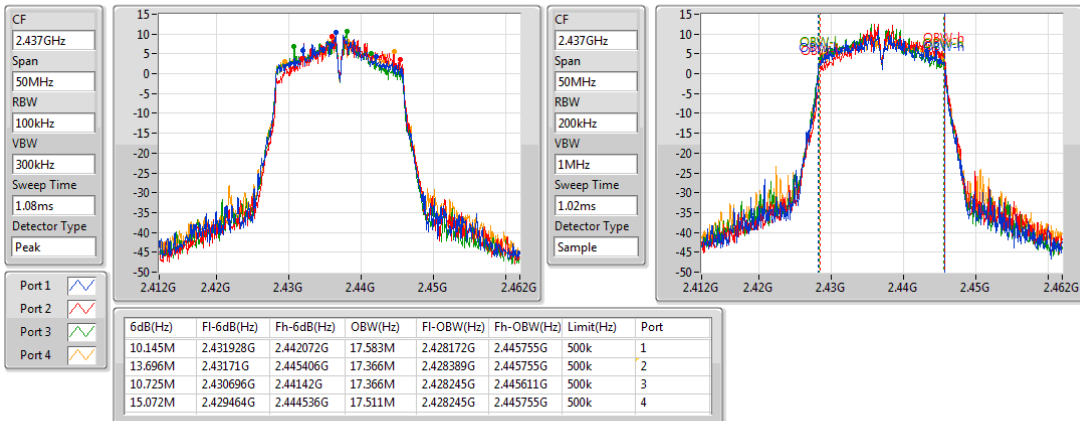 CF
2.437GHz
Span
50MHz
RBW
100kHz
VBW
300kHz
Sweep Time
1.08ms
Detector Type
Peak
15
10
5
0
-5
-10
-15
-20
-25
-30
-35
-40
-45
-50
2.412G 2.42G 2.43G 2.44G 2.45G 2.462G
CF
2.437GHz
Span
50MHz
RBW
200kHz
VBW
1MHz
Sweep Time
1.02ms
Detector Type
Sample
15
10
5
0
-5
-10
-15
-20
-25
-30
-35
-40
-45
-50
OBW-h
2.412G 2.42G 2.43G 2.44G 2.45G 2.462G
Port 1
Port 2
Port 3
Port 4
6dB(Hz) Fl-6dB(Hz) Fh-6dB(Hz) OBW(Hz) Fl-OBW(Hz) Fh-OBW(Hz) Limit(Hz) Port
10.145M 2.431928G 2.442072G 17.583M 2.428172G 2.445755G 500k 1
13.696M 2.43171G 2.445406G 17.366M 2.428389G 2.445755G 500k 2
10.725M 2.430696G 2.44142G 17.366M 2.428245G 2.445611G 500k 3
15.072M 2.429464G 2.444536G 17.511M 2.428245G 2.445755G 500k 4